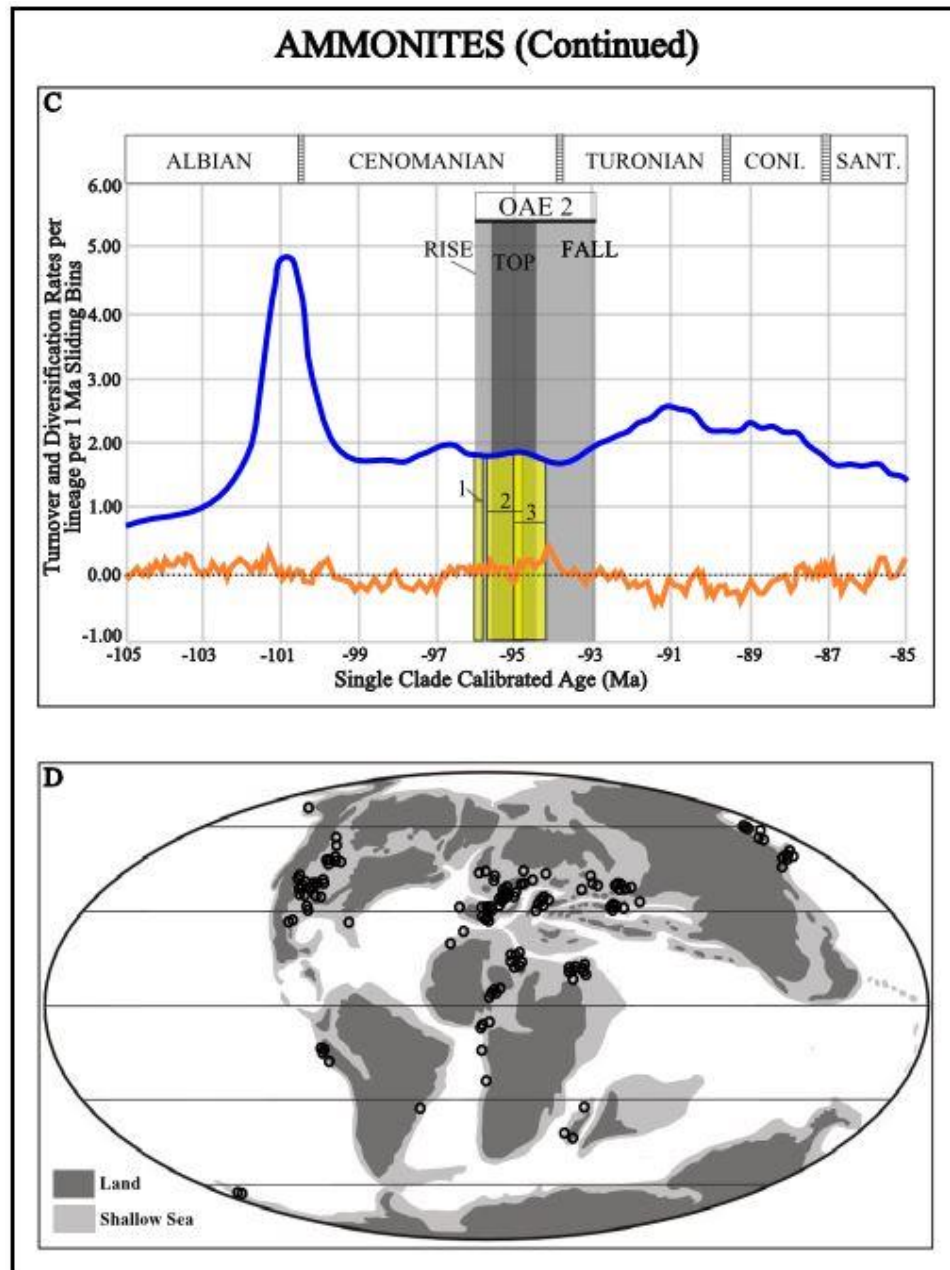 AMMONITES (Continued)
C
ALBIAN CENOMANIAN TURONIAN CONI. SANT.
6.00
OAE 2
5.00
RISE TOP FALL
4.00
3.00
2.00
1 2 3
1.00
0.00
-1.00
Turnover and Diversification Rates per
lineage per 1 Ma Sliding Bins
-105 -103 -101 -99 -97 -95 -93 -91 -89 -87 -85
Single Clade Calibrated Age (Ma)
D
Land
Shallow Sea